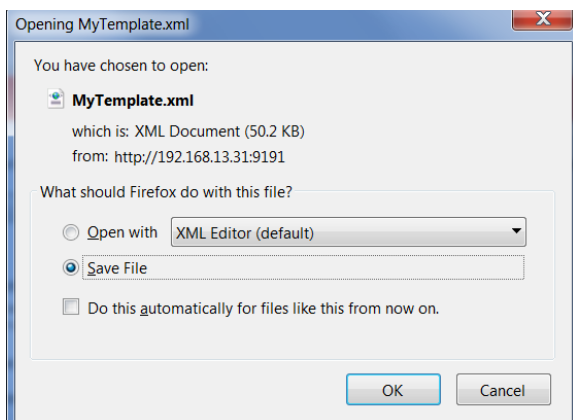 Opening MyTemplate.xml
You have chosen to open:
MyTemplate.xml
which is: XML Document (50.2 KB)
from: http://192.168.13.31:9191
What should Firefox do with this file?
Open with XML Editor (default)
Save File
Do this automatically for files like this from now on.
OK Cancel